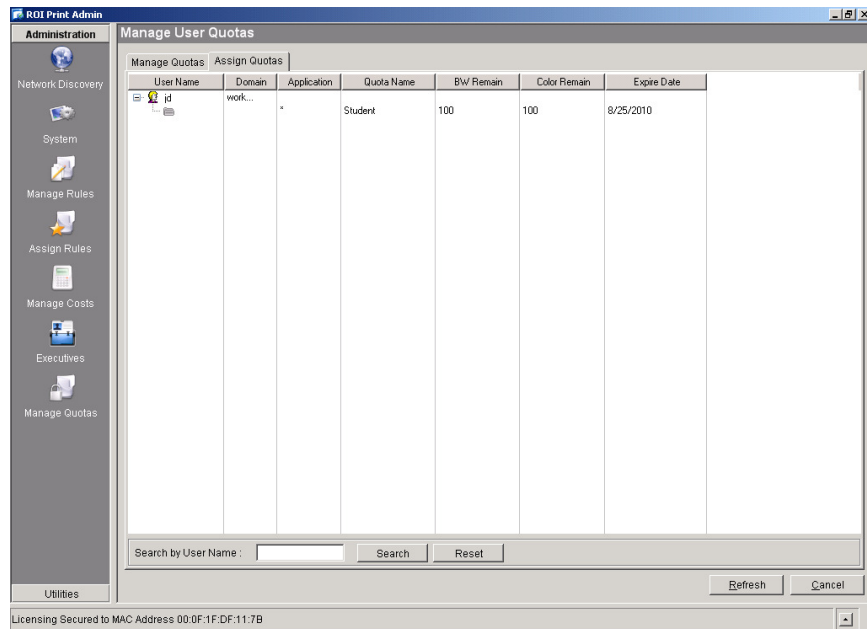 ROI Print Admin
Administration
Network Discovery
System
Manage Rules
Assign Rules
Manage Costs
Executives
Manage Quotas
Utilities
Manage User Quotas
Manage Quotas Assign Quotas
User Name Domain Application Quota Name BW Remain Color Remain Expire Date
jd work...
* Student 100 100 8/25/2010
Search by User Name : Search Reset
Refresh Cancel
Licensing Secured to MAC Address 00:0F:1F:DF:11:7B